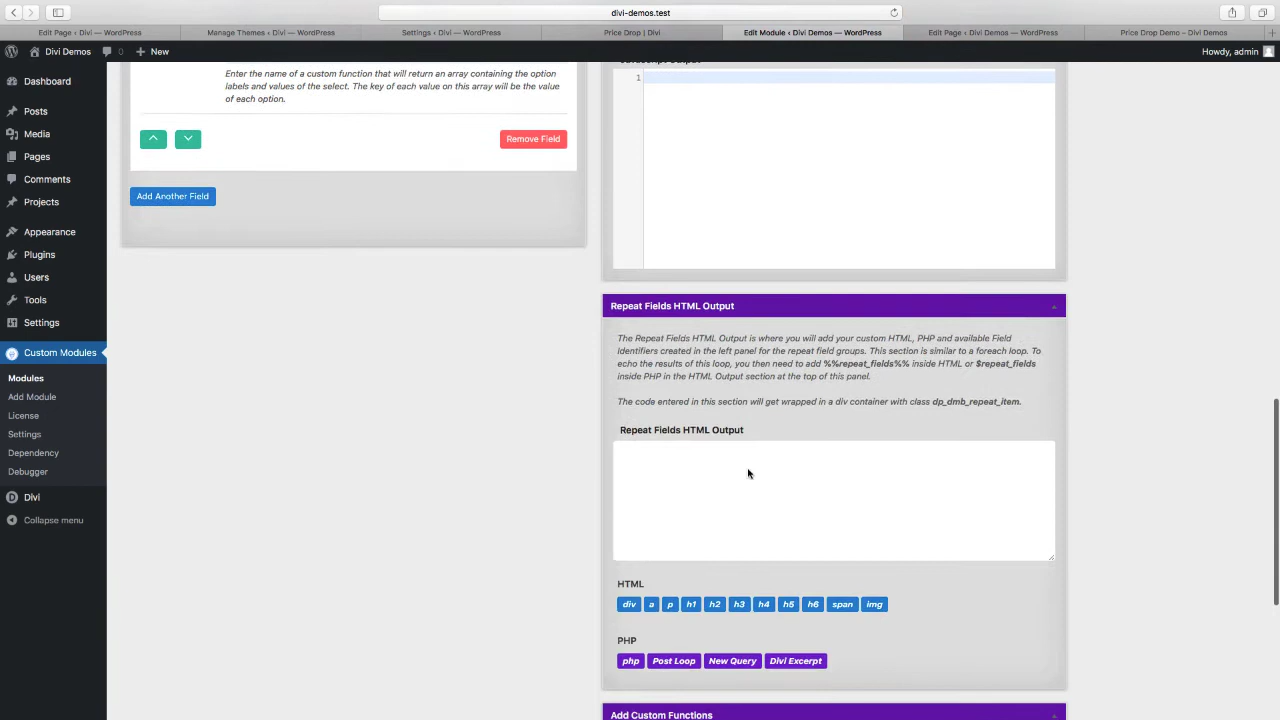 divi-demos.test
Edit Page ‹ Divi — WordPress
Manage Themes ‹ Divi — WordPress
Settings ‹ Divi — WordPress
Price Drop | Divi
Edit Module ‹ Divi Demos — WordPress
Edit Page ‹ Divi Demos — WordPress
Price Drop Demo – Divi Demos
Divi Demos
0
New
Howdy, admin
Dashboard
Posts
Media
Pages
Comments
Projects
Appearance
Plugins
Users
Tools
Settings
Custom Modules
Modules
Add Module
License
Settings
Dependency
Debugger
Divi
Collapse menu
Enter the name of a custom function that will return an array containing the option
labels and values of the select. The key of each value on this array will be the value
of each option.
Remove Field
Add Another Field
1
Repeat Fields HTML Output
The Repeat Fields HTML Output is where you will add your custom HTML, PHP and available Field
Identifiers created in the left panel for the repeat field groups. This section is similar to a foreach loop. To
echo the results of this loop, you then need to add %%repeat_fields%% inside HTML or $repeat_fields
inside PHP in the HTML Output section at the top of this panel.
The code entered in this section will get wrapped in a div container with class dp_dmb_repeat_item.
Repeat Fields HTML Output
HTML
div a p h1 h2 h3 h4 h5 h6 span img
PHP
php Post Loop New Query Divi Excerpt
Add Custom Functions